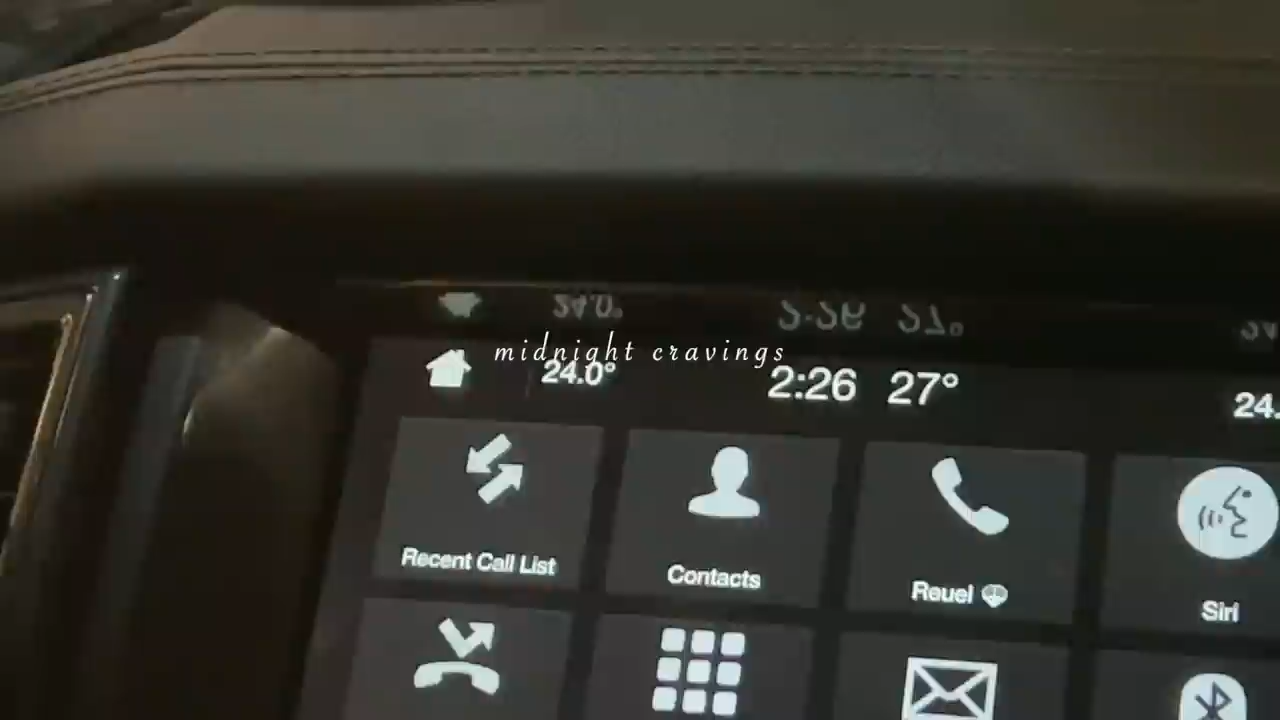 midnight cravings
24.0° 2:26 27° 24.
Recent Call List
Contacts
Reuel
Siri